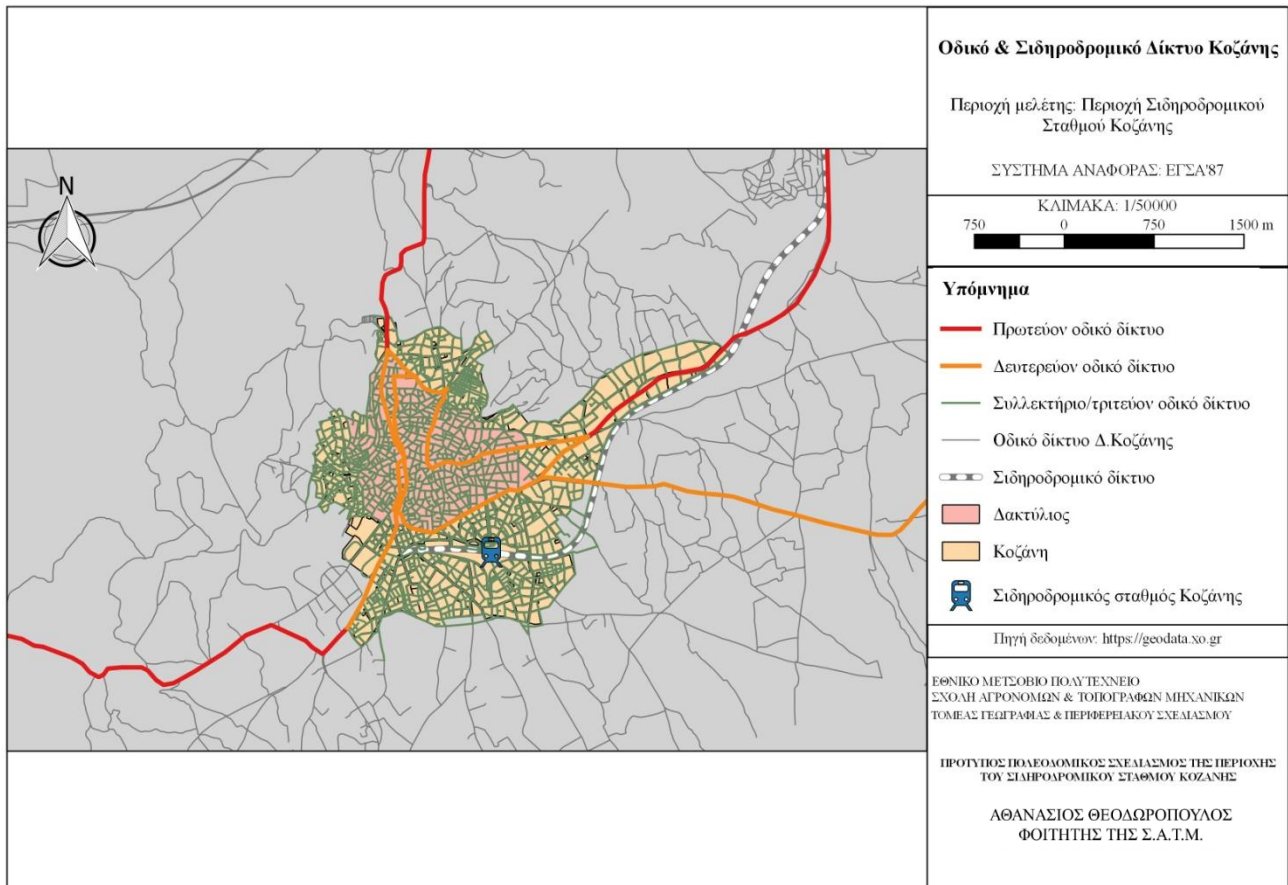 N
Οδικό & Σιδηροδρομικό Δίκτυο Κοζάνης
Περιοχή μελέτης: Περιοχή Σιδηροδρομικού
Σταθμού Κοζάνης
ΣΥΣΤΗΜΑ ΑΝΑΦΟΡΑΣ: ΕΓΣΑ'87
ΚΛΙΜΑΚΑ: 1/50000
750 0 750 1500 m
Υπόμνημα
Πρωτεύον οδικό δίκτυο
Δευτερεύον οδικό δίκτυο
Συλλεκτήριο/τριτεύον οδικό δίκτυο
Οδικό δίκτυο Δ.Κοζάνης
Σιδηροδρομικό δίκτυο
Δακτύλιος
Κοζάνη
Σιδηροδρομικός σταθμός Κοζάνης
Πηγή δεδομένων: https://geodata.xo.gr
ΕΘΝΙΚΟ ΜΕΤΣΟΒΙΟ ΠΟΛΥΤΕΧΝΕΙΟ
ΣΧΟΛΗ ΑΓΡΟΝΟΜΩΝ & ΤΟΠΟΓΡΑΦΩΝ ΜΗΧΑΝΙΚΩΝ
ΤΟΜΕΑΣ ΓΕΩΓΡΑΦΙΑΣ & ΠΕΡΙΦΕΡΕΙΑΚΟΥ ΣΧΕΔΙΑΣΜΟΥ
ΠΡΟΤΥΠΟΣ ΠΟΛΕΟΔΟΜΙΚΟΣ ΣΧΕΔΙΑΣΜΟΣ ΤΗΣ ΠΕΡΙΟΧΗΣ
ΤΟΥ ΣΙΔΗΡΟΔΡΟΜΙΚΟΥ ΣΤΑΘΜΟΥ ΚΟΖΑΝΗΣ
ΑΘΑΝΑΣΙΟΣ ΘΕΟΔΩΡΟΠΟΥΛΟΣ
ΦΟΙΤΗΤΗΣ ΤΗΣ Σ.Α.Τ.Μ.